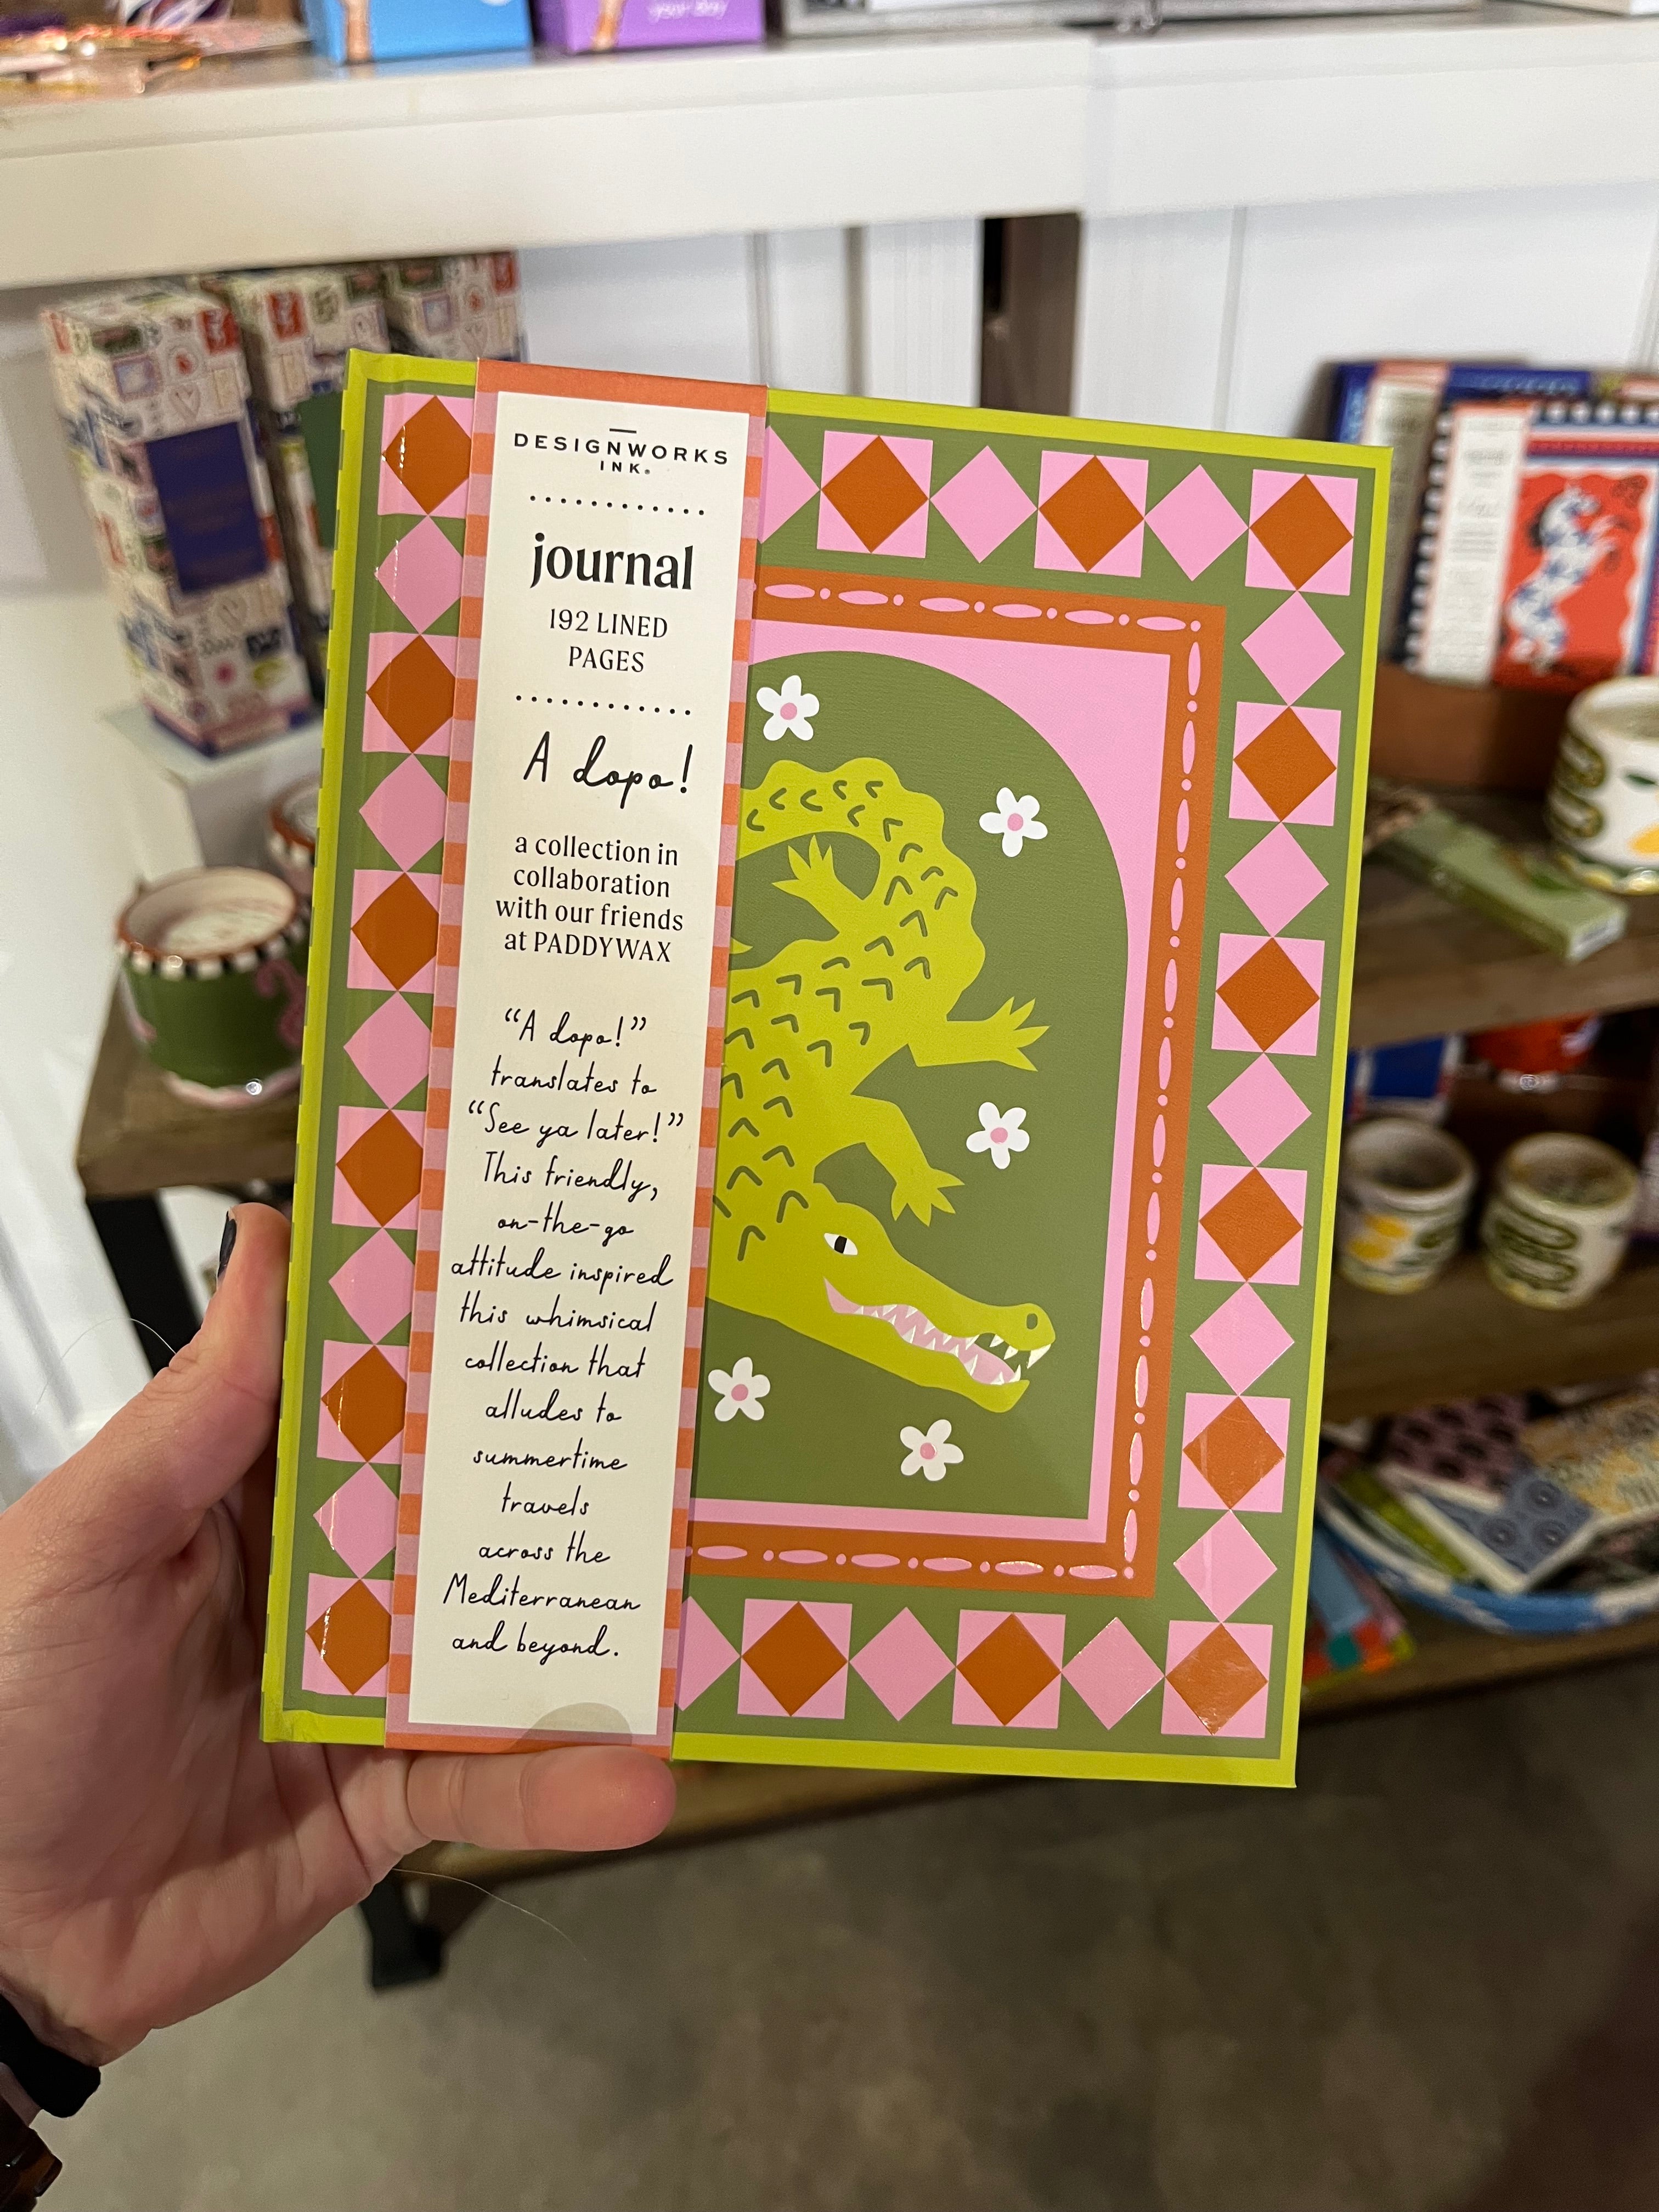 DESIGNWORKS
INK®
journal
192 LINED
PAGES
A dopo!
a collection in
collaboration
with our friends
at PADDYWAX
“A dopo!”
translates to
“See ya later!”
This friendly,
on-the-go
attitude inspired
this whimsical
collection that
alludes to
summertime
travels
across the
Mediterranean
and beyond.